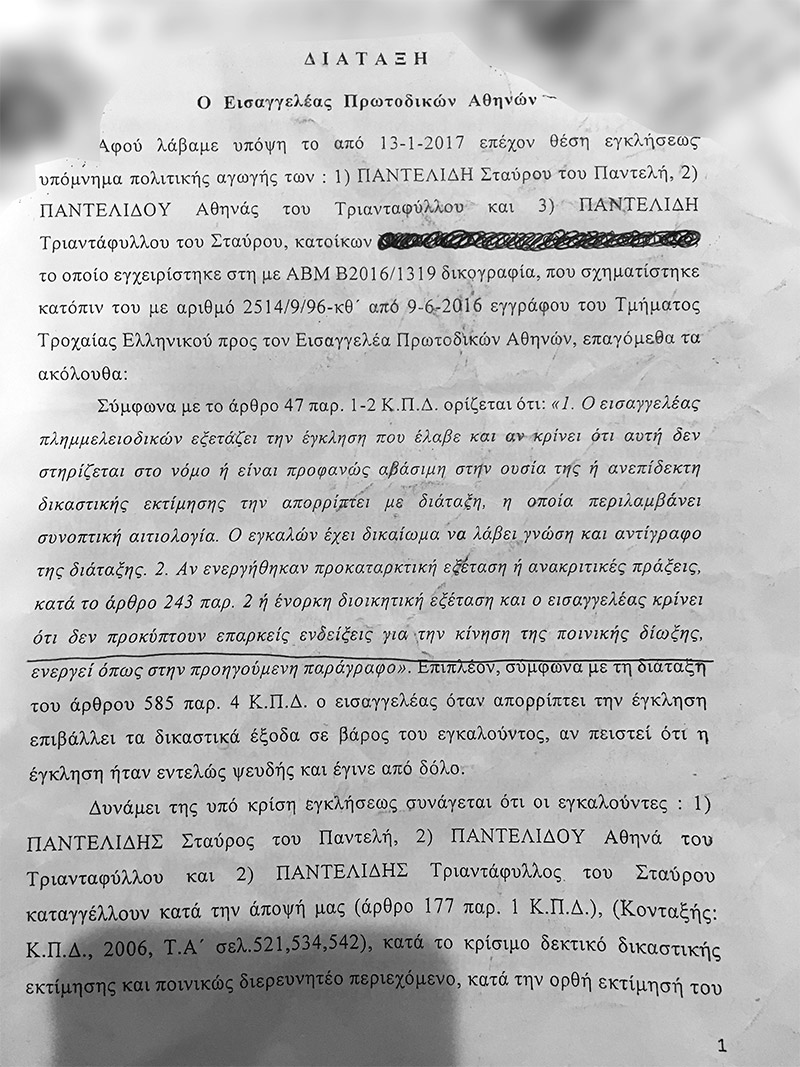 ΔΙΑΤΑΞΗ
Ο Εισαγγελέας Πρωτοδικών Αθηνών
Αφού λάβαμε υπόψη το από 13-1-2017 επέχον θέση εγκλήσεως
υπόμνημα πολιτικής αγωγής των : 1) ΠΑΝΤΕΛΙΔΗ Σταύρου του Παντελή, 2)
ΠΑΝΤΕΛΙΔΟΥ Αθηνάς του Τριανταφύλλου και 3) ΠΑΝΤΕΛΙΔΗ
Τριαντάφυλλου του Σταύρου, κατοίκων
το οποίο εγχειρίστηκε στη με ΑΒΜ Β2016/1319 δικογραφία, που σχηματίστηκε
κατόπιν του με αριθμό 2514/9/96-κθ΄ από 9-6-2016 εγγράφου του Τμήματος
Τροχαίας Ελληνικού προς τον Εισαγγελέα Πρωτοδικών Αθηνών, επαγόμεθα τα
ακόλουθα:
Σύμφωνα με το άρθρο 47 παρ. 1-2 Κ.Π.Δ. ορίζεται ότι: «1. Ο εισαγγελέας
πλημμελειοδικών εξετάζει την έγκληση που έλαβε και αν κρίνει ότι αυτή δεν
στηρίζεται στο νόμο ή είναι προφανώς αβάσιμη στην ουσία της ή ανεπίδεκτη
δικαστικής εκτίμησης την απορρίπτει με διάταξη, η οποία περιλαμβάνει
συνοπτική αιτιολογία. Ο εγκαλών έχει δικαίωμα να λάβει γνώση και αντίγραφο
της διάταξης. 2. Αν ενεργήθηκαν προκαταρκτική εξέταση ή ανακριτικές πράξεις,
κατά το άρθρο 243 παρ. 2 ή ένορκη διοικητική εξέταση και ο εισαγγελέας κρίνει
ότι δεν προκύπτουν επαρκείς ενδείξεις για την κίνηση της ποινικής δίωξης,
ενεργεί όπως στην προηγούμενη παράγραφο». Επιπλέον, σύμφωνα με τη διάταξη
του άρθρου 585 παρ. 4 Κ.Π.Δ. ο εισαγγελέας όταν απορρίπτει την έγκληση
επιβάλλει τα δικαστικά έξοδα σε βάρος του εγκαλούντος, αν πειστεί ότι η
έγκληση ήταν εντελώς ψευδής και έγινε από δόλο.
Δυνάμει της υπό κρίση εγκλήσεως συνάγεται ότι οι εγκαλούντες : 1)
ΠΑΝΤΕΛΙΔΗΣ Σταύρος του Παντελή, 2) ΠΑΝΤΕΛΙΔΟΥ Αθηνά του
Τριανταφύλλου και 2) ΠΑΝΤΕΛΙΔΗΣ Τριαντάφυλλος του Σταύρου
καταγγέλλουν κατά την άποψή μας (άρθρο 177 παρ. 1 Κ.Π.Δ.), (Κονταξής:
Κ.Π.Δ., 2006, Τ.Α΄ σελ.521,534,542), κατά το κρίσιμο δεκτικό δικαστικής
εκτίμησης και ποινικώς διερευνητέο περιεχόμενο, κατά την ορθή εκτίμησή του
1